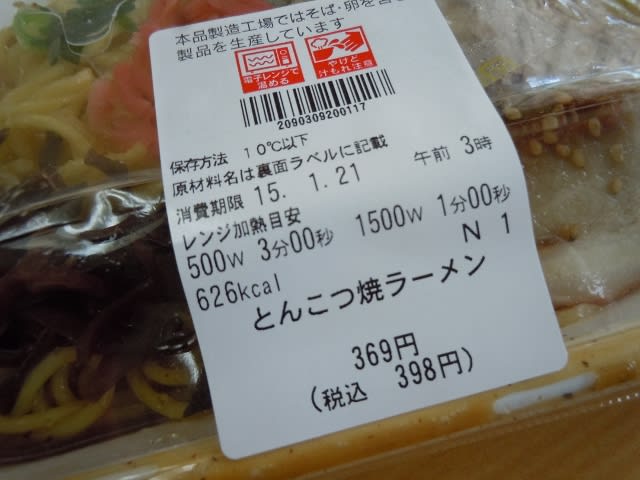 本品製造工場ではそば・卵を含む
製品を生産しています
電子レンジで
温める
やけど
汁もれ注意
2090309200117
保存方法 10℃以下
原材料名は裏面ラベルに記載
消費期限 15. 1.21 午前 3時
レンジ加熱目安
500W 3分00秒 1500W 1分00秒
N 1
626kcal
とんこつ焼ラーメン
369円
(税込 398円)